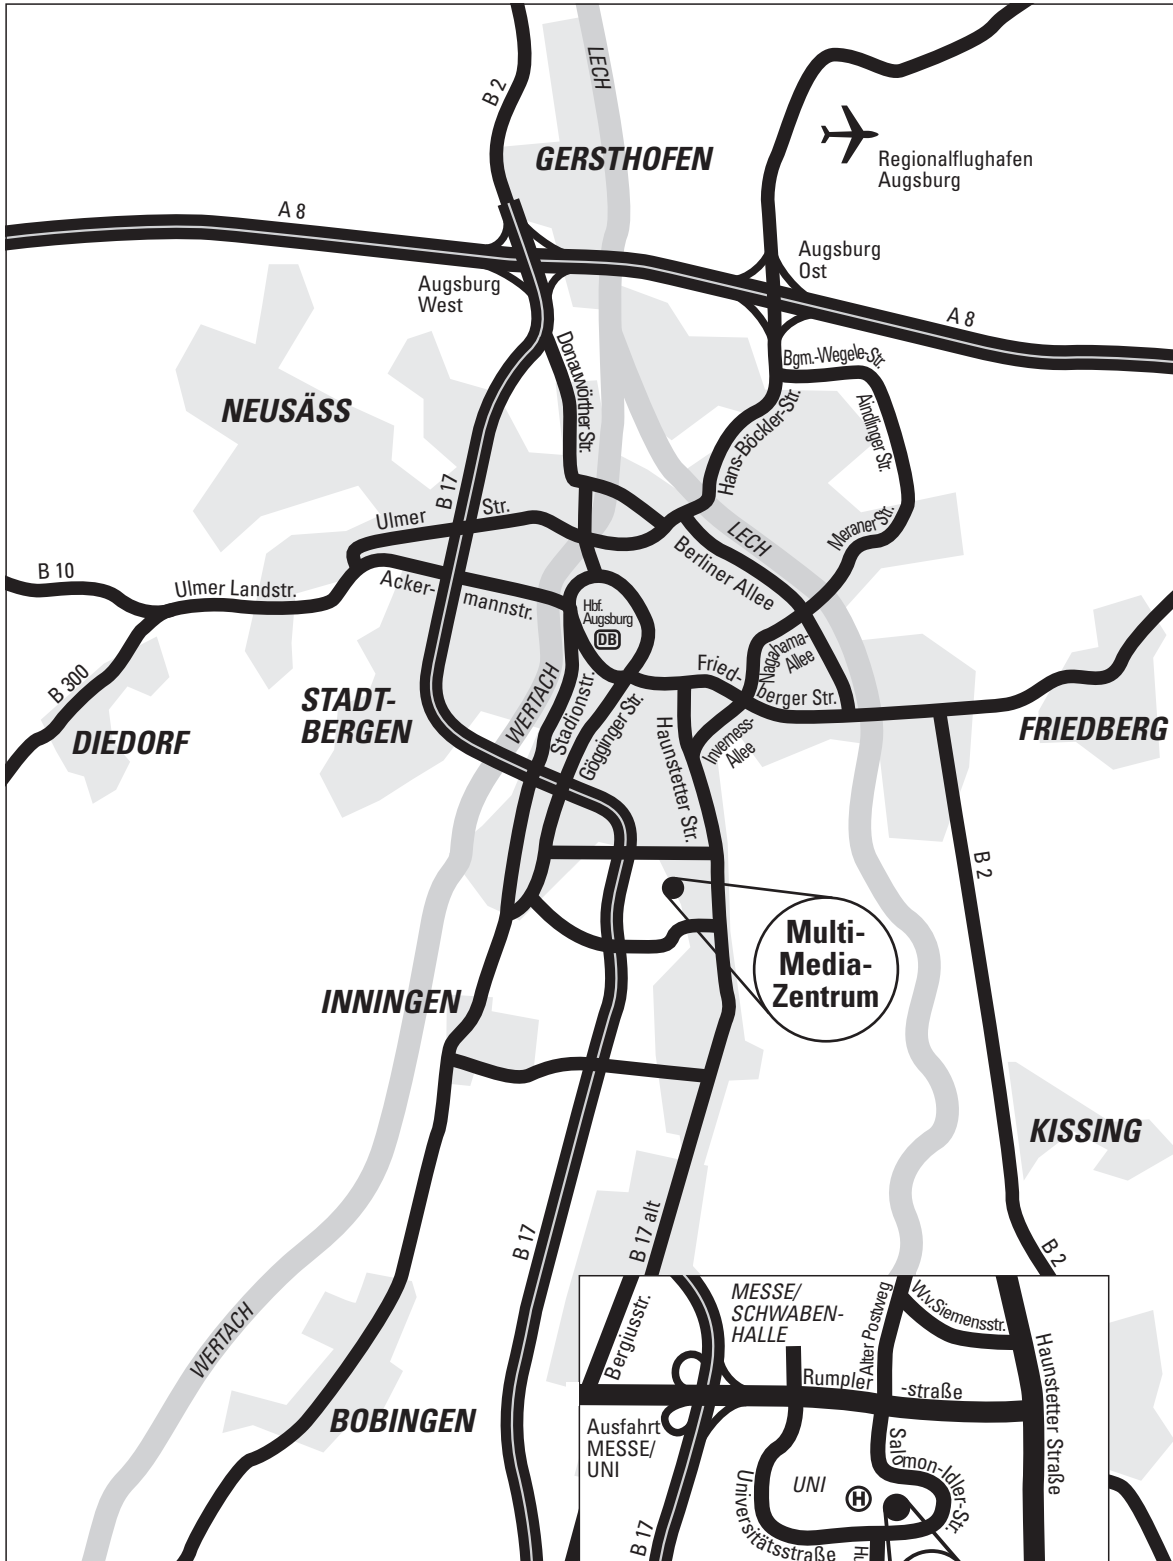 LECH
B 2
GERSTHOFEN
Regionalflughafen
Augsburg
A 8
Augsburg
Ost
Augsburg
West
A 8
Donauwörther Str.
Bgm.-Wegele-Str.
Aindlinger Str.
Hans-Böckler-Str.
NEUSÄSS
B 17
Ulmer Str.
Meraner Str.
LECH
Berliner Allee
B 10
Ulmer Landstr.
Acker-
mannstr.
Hbf.
Augsburg
DB
Nagahama-
Allee
Fried-
berger Str.
B 300
DIEDORF
STADT-
BERGEN
WERTACH
Stadionstr.
Gögginger Str.
Haunstetter Str.
Inverness-
Allee
FRIEDBERG
B 2
Multi-
Media-
Zentrum
INNINGEN
KISSING
B 17
B 17 alt
B 2
WERTACH
BOBINGEN
MESSE/
SCHWABEN-
HALLE
Alter Postweg
W.v.Siemensstr.
Bergiusstr.
Rumpler
-straße
Haunstetter Straße
Ausfahrt
MESSE/
UNI
Salomon-Idler-Str.
UNI
H
Universitätsstraße
B 17